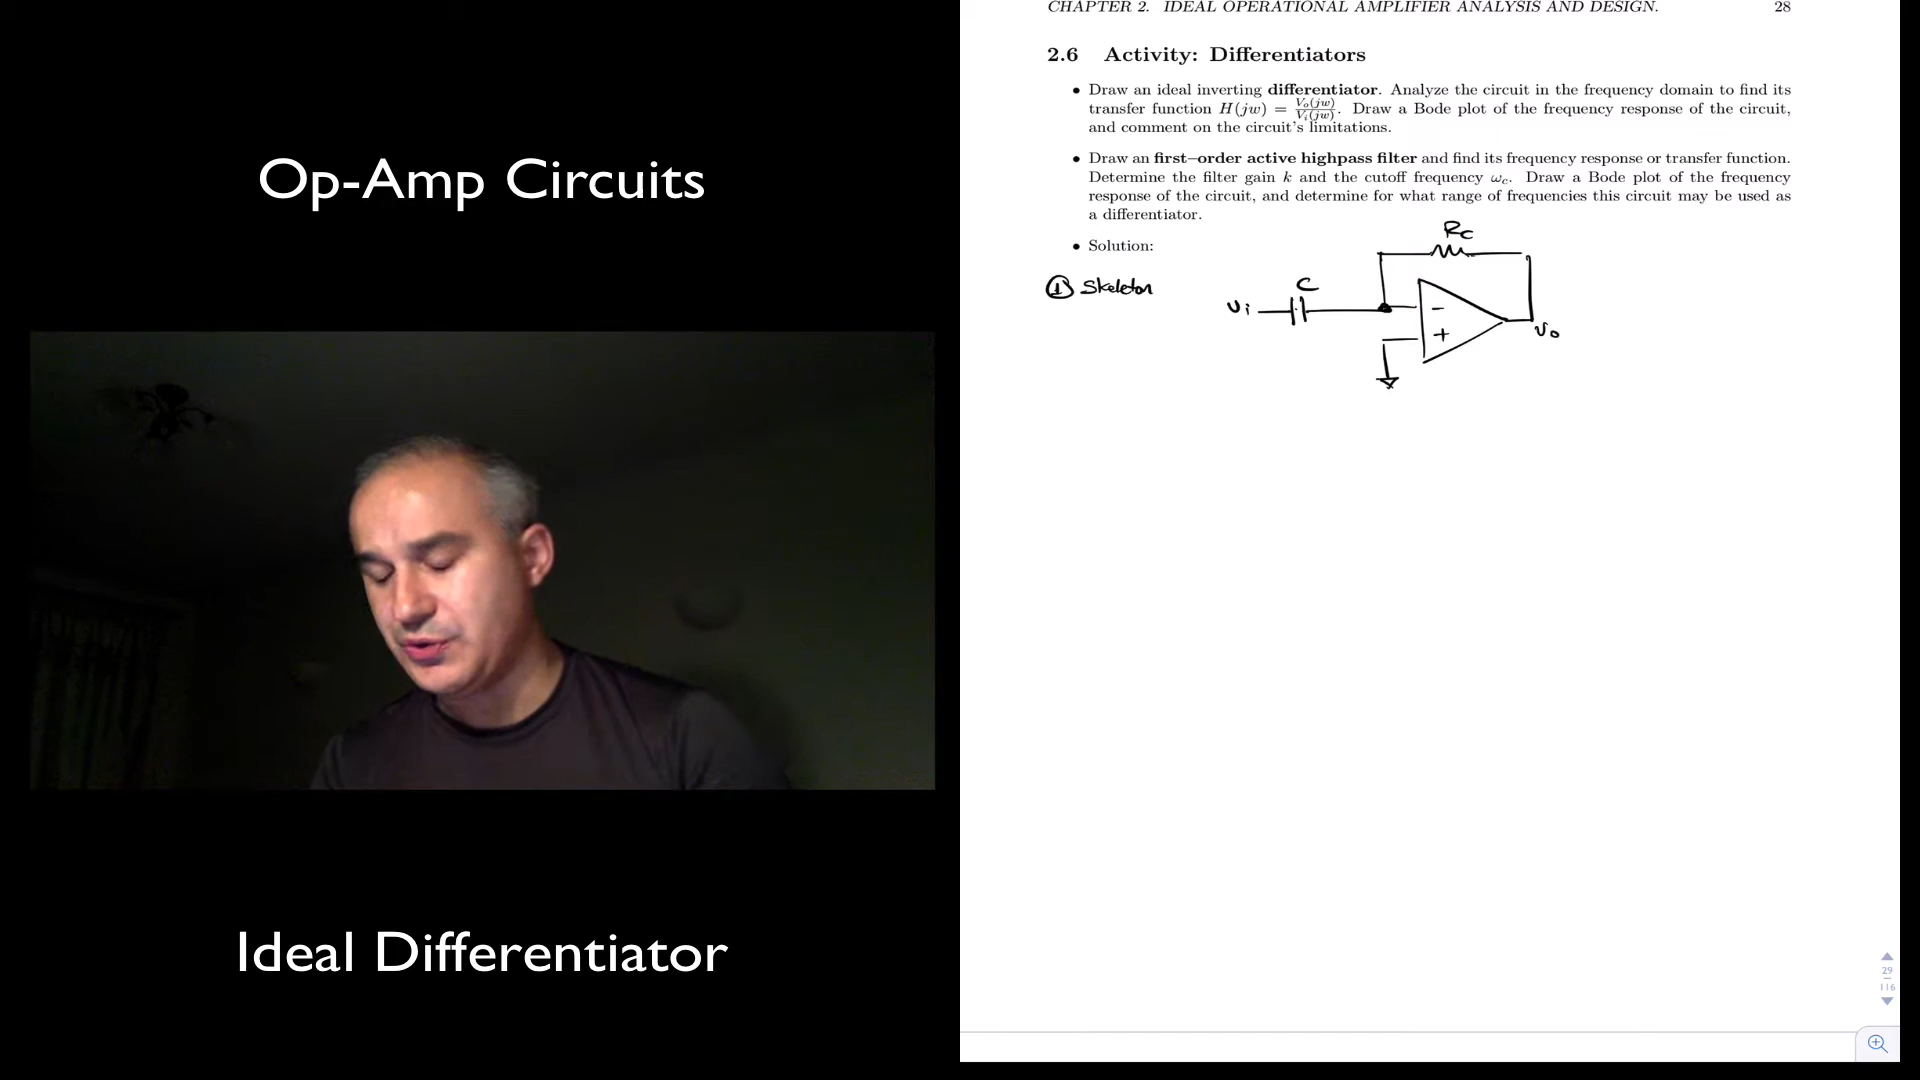 Op-Amp Circuits
Ideal Differentiator
CHAPTER 2. IDEAL OPERATIONAL AMPLIFIER ANALYSIS AND DESIGN. 28
2.6 Activity: Differentiators
• Draw an ideal inverting differentiator. Analyze the circuit in the frequency domain to find its
transfer function H(jw) = Vo(jw)/Vi(jw). Draw a Bode plot of the frequency response of the circuit,
and comment on the circuit's limitations.
• Draw an first–order active highpass filter and find its frequency response or transfer function.
Determine the filter gain k and the cutoff frequency ωc. Draw a Bode plot of the frequency
response of the circuit, and determine for what range of frequencies this circuit may be used as
a differentiator.
• Solution:
① Skeleton
Rc
C
Vi
-
+
Vo
29
116